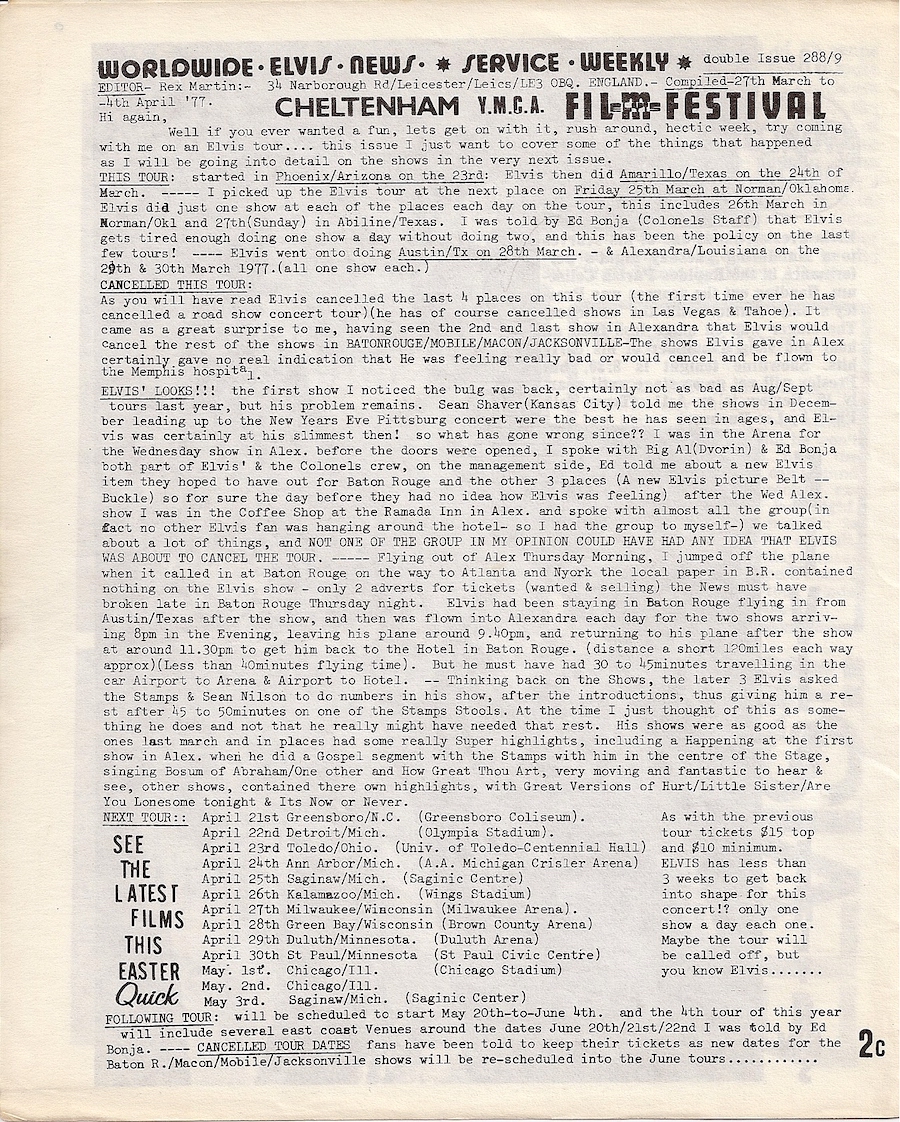 WORLDWIDE · ELVIS · NEWS · * SERVICE · WEEKLY * double Issue 288/9
EDITOR- Rex Martin:- 34 Narborough Rd/Leicester/Leics/LE3 0BQ. ENGLAND.- Compiled-27th March to
-4th April '77. CHELTENHAM Y.M.C.A. FILM FESTIVAL
Hi again,
Well if you ever wanted a fun, lets get on with it, rush around, hectic week, try coming
with me on an Elvis tour.... this issue I just want to cover some of the things that happened
as I will be going into detail on the shows in the very next issue.
THIS TOUR: started in Phoenix/Arizona on the 23rd: Elvis then did Amarillo/Texas on the 24th of
March. ----- I picked up the Elvis tour at the next place on Friday 25th March at Norman/Oklahoma.
Elvis did just one show at each of the places each day on the tour, this includes 26th March in
Norman/Okl and 27th(Sunday) in Abiline/Texas. I was told by Ed Bonja (Colonels Staff) that Elvis
gets tired enough doing one show a day without doing two, and this has been the policy on the last
few tours! ---- Elvis went onto doing Austin/Tx on 28th March. - & Alexandra/Louisiana on the
29th & 30th March 1977.(all one show each.)
CANCELLED THIS TOUR:
As you will have read Elvis cancelled the last 4 places on this tour (the first time ever he has
cancelled a road show concert tour)(he has of course cancelled shows in Las Vegas & Tahoe). It
came as a great surprise to me, having seen the 2nd and last show in Alexandra that Elvis would
cancel the rest of the shows in BATONROUGE/MOBILE/MACON/JACKSONVILLE-The shows Elvis gave in Alex
certainly gave no real indication that He was feeling really bad or would cencel and be flown to
the Memphis hospital.
ELVIS' LOOKS!!! the first show I noticed the bulg was back, certainly not as bad as Aug/Sept
tours last year, but his problem remains. Sean Shaver(Kansas City) told me the shows in Decem-
ber leading up to the New Years Eve Pittsburg concert were the best he has seen in ages, and El-
vis was certainly at his slimmest then! so what has gone wrong since?? I was in the Arena for
the Wednesday show in Alex. before the doors were opened, I spoke with Big Al(Dvorin) & Ed Bonja
both part of Elvis' & the Colonels crew, on the management side, Ed told me about a new Elvis
item they hoped to have out for Baton Rouge and the other 3 places (A new Elvis picture Belt --
Buckle) so for sure the day before they had no idea how Elvis was feeling) after the Wed Alex.
show I was in the Coffee Shop at the Ramada Inn in Alex. and spoke with almost all the group(in
fact no other Elvis fan was hanging around the hotel- so I had the group to myself-) we talked
about a lot of things, and NOT ONE OF THE GROUP IN MY OPINION COULD HAVE HAD ANY IDEA THAT ELVIS
WAS ABOUT TO CANCEL THE TOUR. ----- Flying out of Alex Thursday Morning, I jumped off the plane
when it called in at Baton Rouge on the way to Atlanta and Nyork the local paper in B.R. contained
nothing on the Elvis show - only 2 adverts for tickets (wanted & selling) the News must have
broken late in Baton Rouge Thursday night. Elvis had been staying in Baton Rouge flying in from
Austin/Texas after the show, and then was flown into Alexandra each day for the two shows arriv-
ing 8pm in the Evening, leaving his plane around 9.40pm, and returning to his plane after the show
at around 11.30pm to get him back to the Hotel in Baton Rouge. (distance a short 120miles each way
approx)(Less than 40minutes flying time). But he must have had 30 to 45minutes travelling in the
car Airport to Arena & Airport to Hotel. -- Thinking back on the Shows, the later 3 Elvis asked
the Stamps & Sean Nilson to do numbers in his show, after the introductions, thus giving him a re-
st after 45 to 50minutes on one of the Stamps Stools. At the time I just thought of this as some-
thing he does and not that he really might have needed that rest. His shows were as good as the
ones last march and in places had some really Super highlights, including a Happening at the first
show in Alex. when he did a Gospel segment with the Stamps with him in the centre of the Stage,
singing Bosum of Abraham/One other and How Great Thou Art, very moving and fantastic to hear &
see, other shows, contained there own highlights, with Great Versions of Hurt/Little Sister/Are
You Lonesome tonight & Its Now or Never.
NEXT TOUR:: April 21st Greensboro/N.C. (Greensboro Coliseum).
April 22nd Detroit/Mich. (Olympia Stadium).
April 23rd Toledo/Ohio. (Univ. of Toledo-Centennial Hall)
April 24th Ann Arbor/Mich. (A.A. Michigan Crisler Arena)
April 25th Saginaw/Mich. (Saginic Centre)
April 26th Kalamazoo/Mich. (Wings Stadium)
April 27th Milwaukee/Winconsin (Milwaukee Arena).
April 28th Green Bay/Wisconsin (Brown County Arena)
April 29th Duluth/Minnesota. (Duluth Arena)
April 30th St Paul/Minnesota (St Paul Civic Centre)
May. 1st. Chicago/Ill. (Chicago Stadium)
May. 2nd. Chicago/Ill.
May 3rd. Saginaw/Mich. (Saginic Center)
SEE
THE
LATEST
FILMS
THIS
EASTER
Quick
As with the previous
tour tickets $15 top
and $10 minimum.
ELVIS has less than
3 weeks to get back
into shape for this
concert!? only one
show a day each one.
Maybe the tour will
be called off, but
you know Elvis.......
FOLLOWING TOUR: will be scheduled to start May 20th-to-June 4th. and the 4th tour of this year
will include several east coast Venues around the dates June 20th/21st/22nd I was told by Ed
Bonja. ---- CANCELLED TOUR DATES fans have been told to keep their tickets as new dates for the
Baton R./Macon/Mobile/Jacksonville shows will be re-scheduled into the June tours............
2c